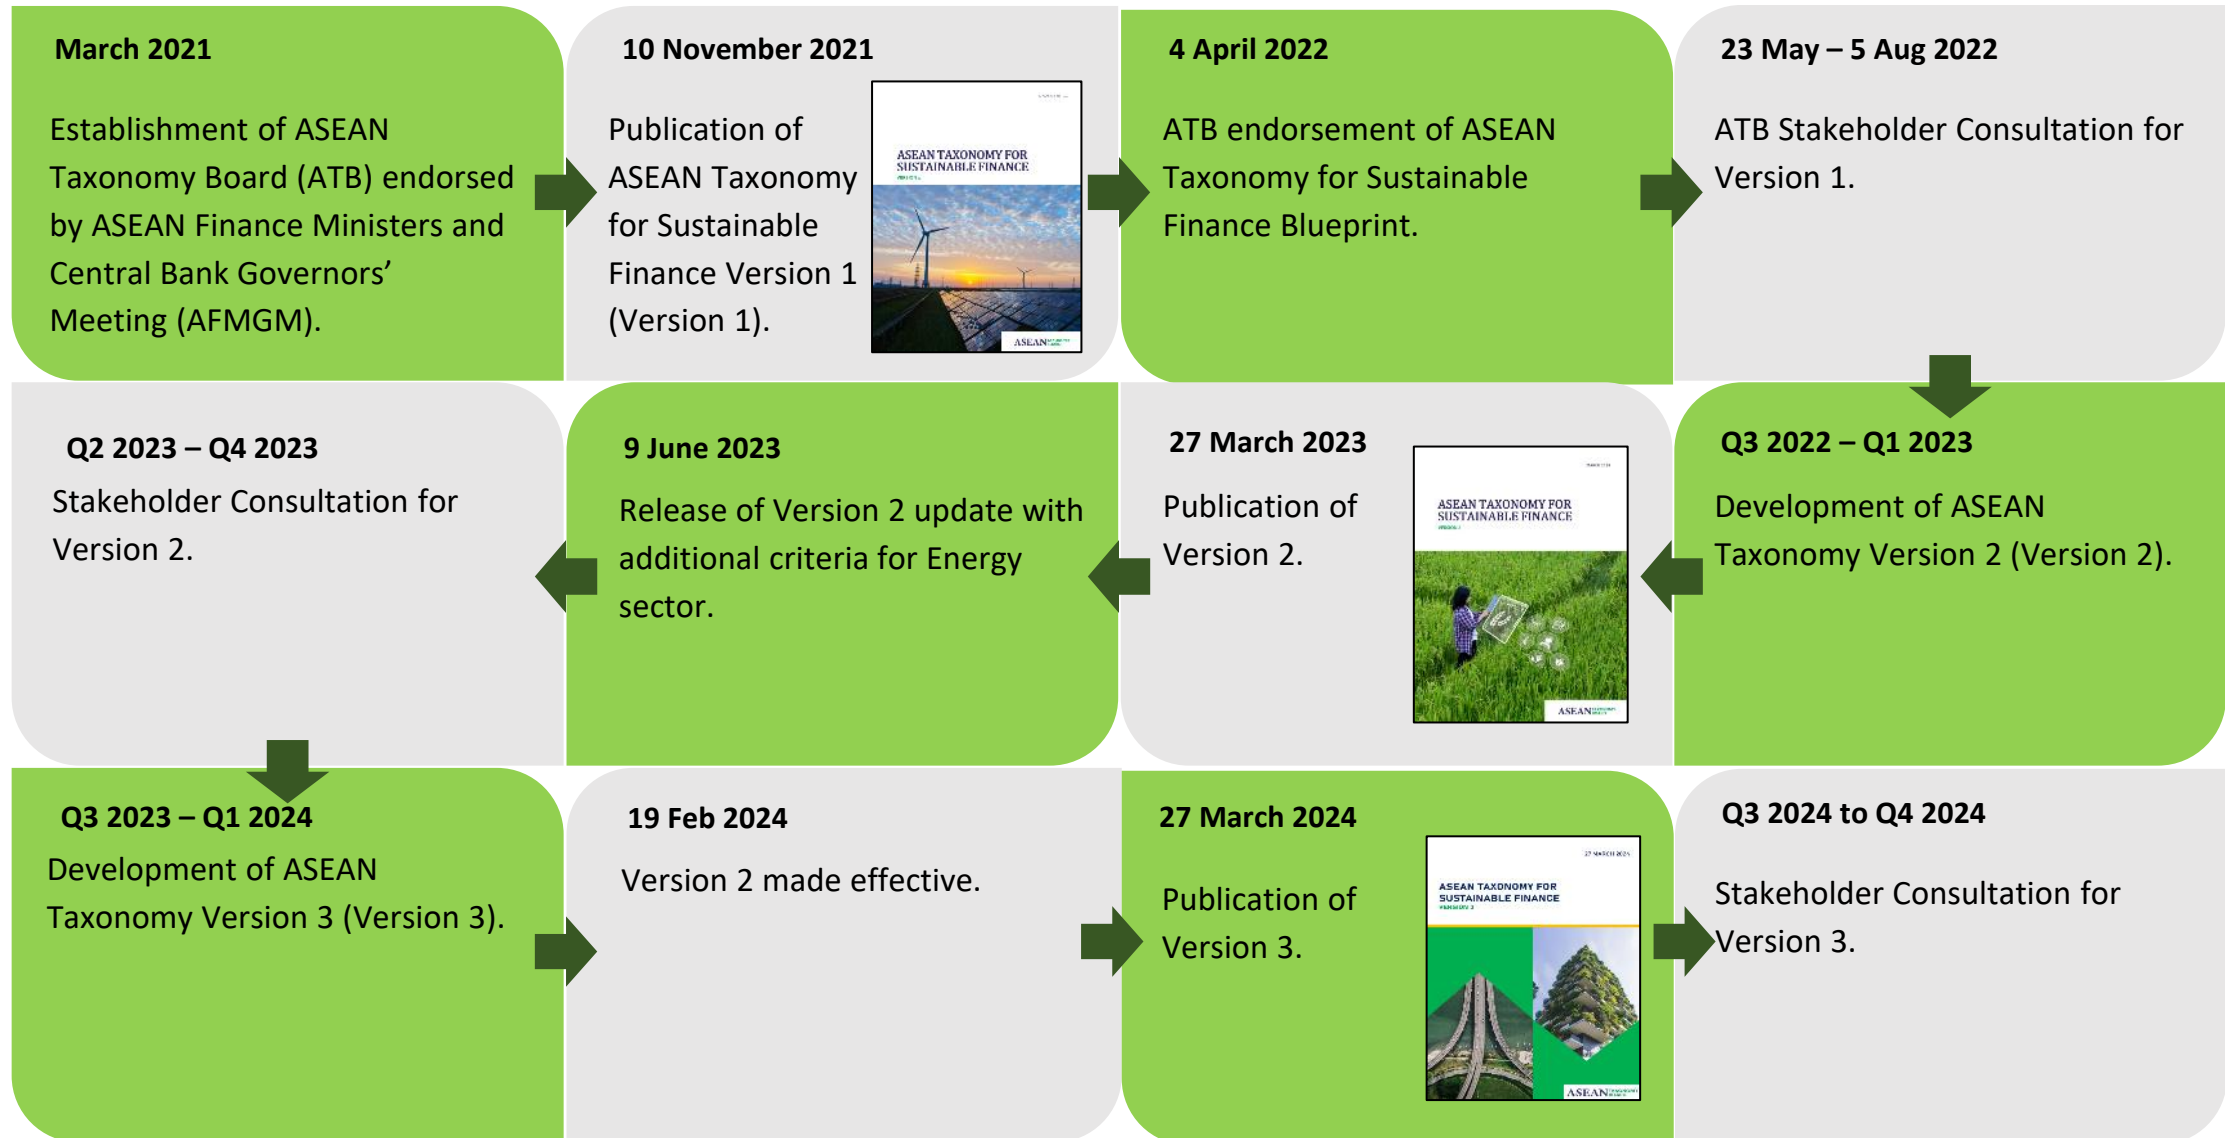 March 2021
Establishment of ASEAN
Taxonomy Board (ATB) endorsed
by ASEAN Finance Ministers and
Central Bank Governors’
Meeting (AFMGM).
10 November 2021
Publication of
ASEAN Taxonomy
for Sustainable
Finance Version 1
(Version 1).
ASEAN TAXONOMY FOR
SUSTAINABLE FINANCE
ASEAN
4 April 2022
ATB endorsement of ASEAN
Taxonomy for Sustainable
Finance Blueprint.
23 May – 5 Aug 2022
ATB Stakeholder Consultation for
Version 1.
Q3 2022 – Q1 2023
Development of ASEAN
Taxonomy Version 2 (Version 2).
27 March 2023
Publication of
Version 2.
ASEAN TAXONOMY FOR
SUSTAINABLE FINANCE
ASEAN
9 June 2023
Release of Version 2 update with
additional criteria for Energy
sector.
Q2 2023 – Q4 2023
Stakeholder Consultation for
Version 2.
Q3 2023 – Q1 2024
Development of ASEAN
Taxonomy Version 3 (Version 3).
19 Feb 2024
Version 2 made effective.
27 March 2024
Publication of
Version 3.
27 MARCH 2024
ASEAN TAXONOMY FOR
SUSTAINABLE FINANCE
VERSION 3
ASEAN
Q3 2024 to Q4 2024
Stakeholder Consultation for
Version 3.